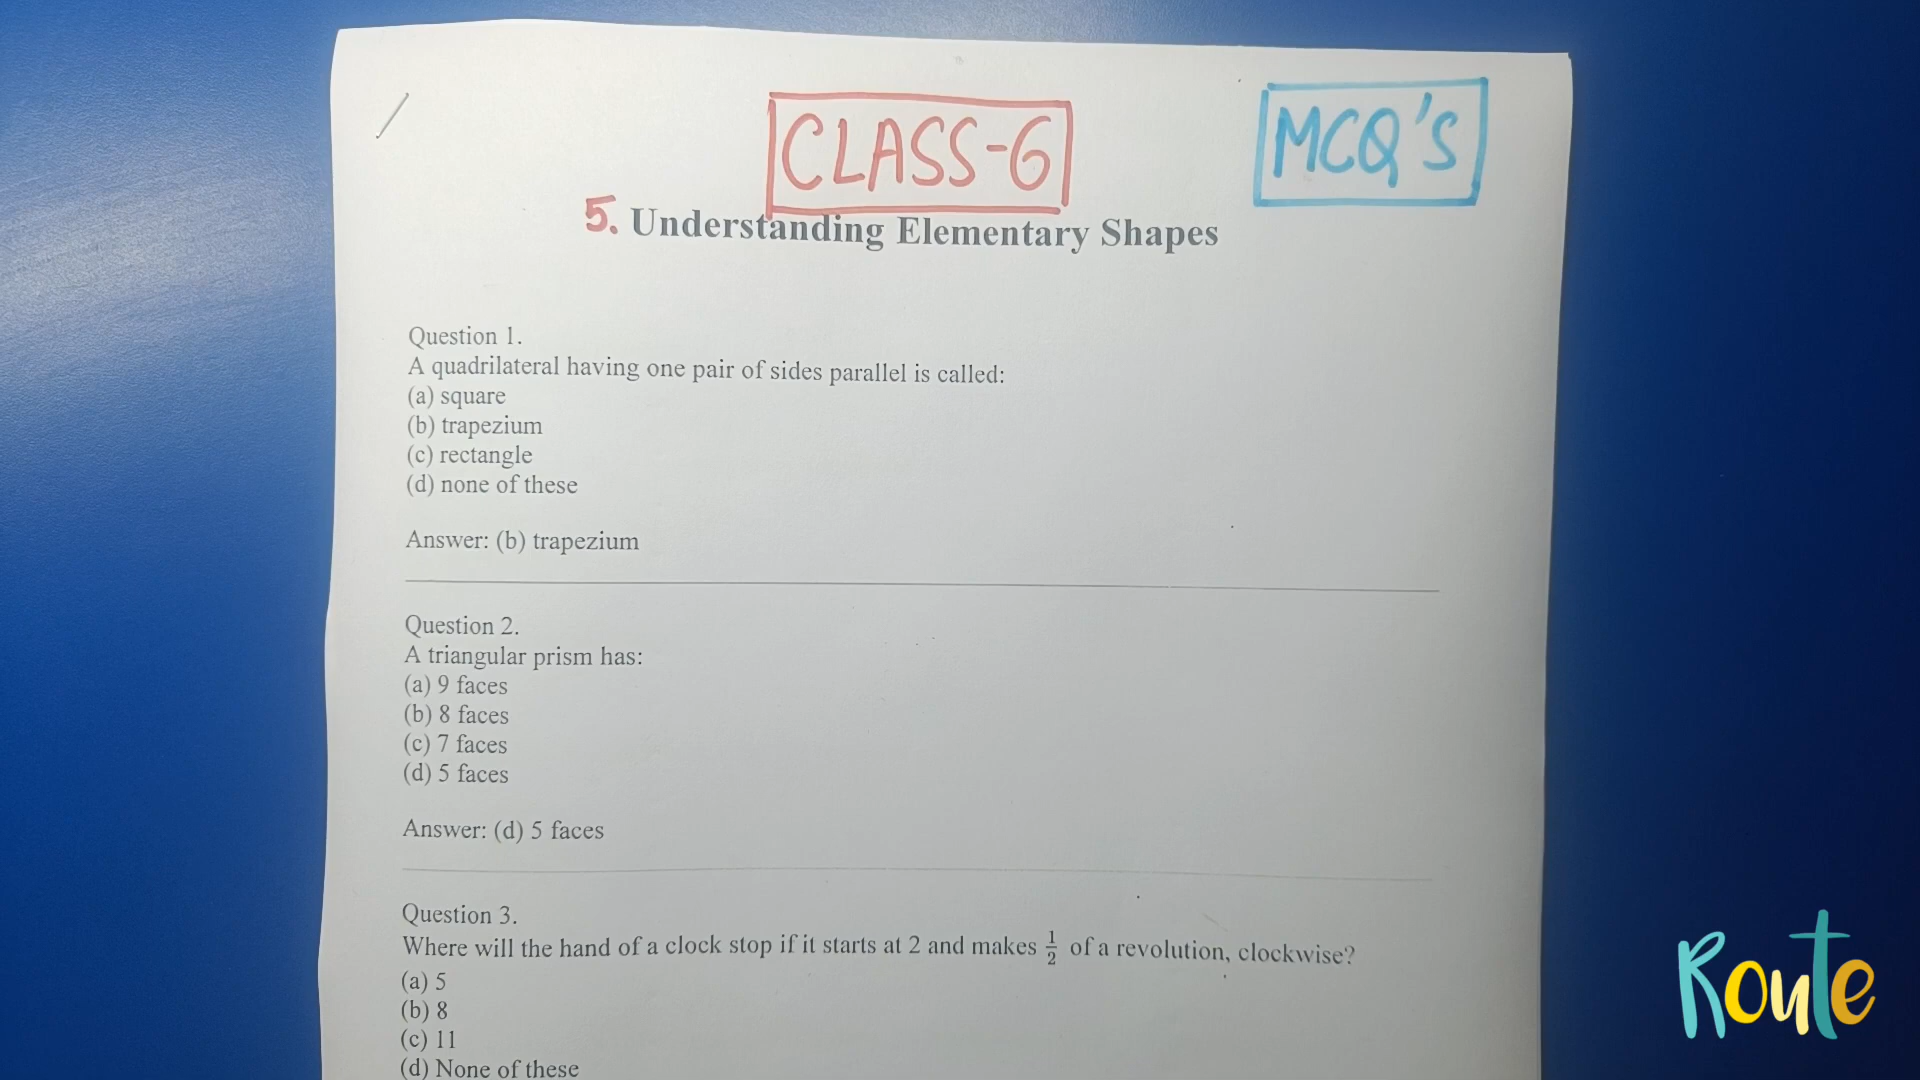 CLASS-6
MCQ'S
5. Understanding Elementary Shapes
Question 1.
A quadrilateral having one pair of sides parallel is called:
(a) square
(b) trapezium
(c) rectangle
(d) none of these
Answer: (b) trapezium
Question 2.
A triangular prism has:
(a) 9 faces
(b) 8 faces
(c) 7 faces
(d) 5 faces
Answer: (d) 5 faces
Question 3.
Where will the hand of a clock stop if it starts at 2 and makes 1/2 of a revolution, clockwise?
(a) 5
(b) 8
(c) 11
(d) None of these
Route